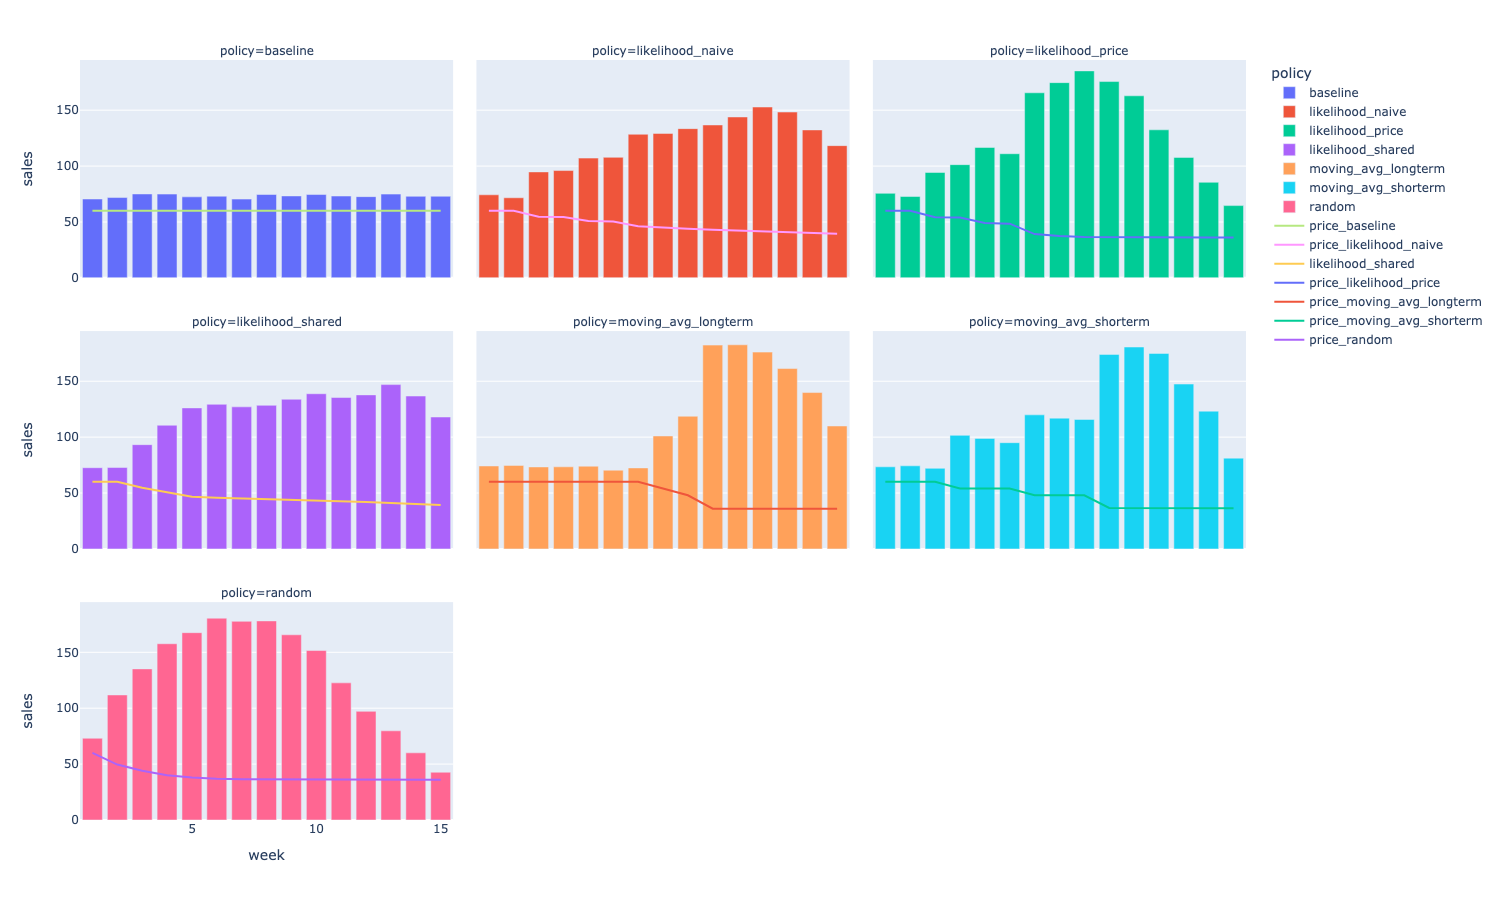 policy=baseline
policy=likelihood_naive
policy=likelihood_price
sales
150
100
50
0
policy=likelihood_shared
policy=moving_avg_longterm
policy=moving_avg_shorterm
sales
150
100
50
0
policy=random
sales
150
100
50
0
5
10
15
week
policy
baseline
likelihood_naive
likelihood_price
likelihood_shared
moving_avg_longterm
moving_avg_shorterm
random
price_baseline
price_likelihood_naive
likelihood_shared
price_likelihood_price
price_moving_avg_longterm
price_moving_avg_shorterm
price_random